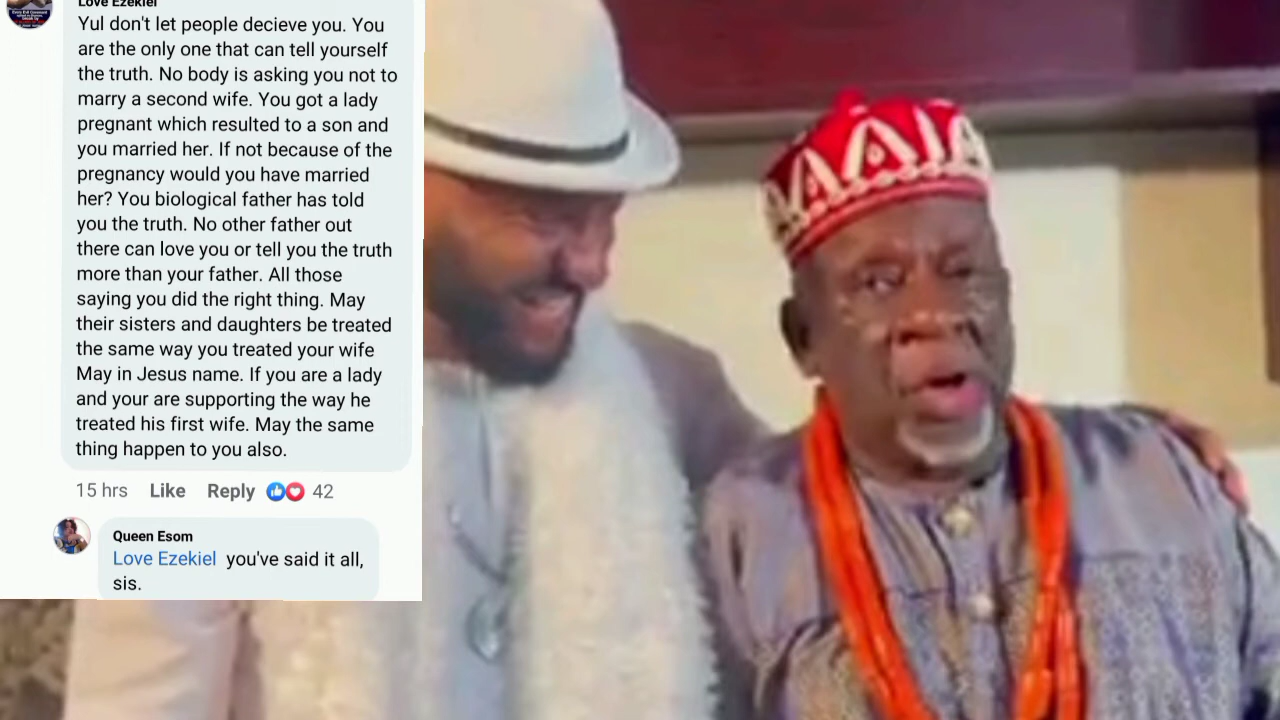 Love Ezekiel
Yul don't let people decieve you. You
are the only one that can tell yourself
the truth. No body is asking you not to
marry a second wife. You got a lady
pregnant which resulted to a son and
you married her. If not because of the
pregnancy would you have married
her? You biological father has told
you the truth. No other father out
there can love you or tell you the truth
more than your father. All those
saying you did the right thing. May
their sisters and daughters be treated
the same way you treated your wife
May in Jesus name. If you are a lady
and your are supporting the way he
treated his first wife. May the same
thing happen to you also.
15 hrs Like Reply 42
Queen Esom
Love Ezekiel you've said it all,
sis.